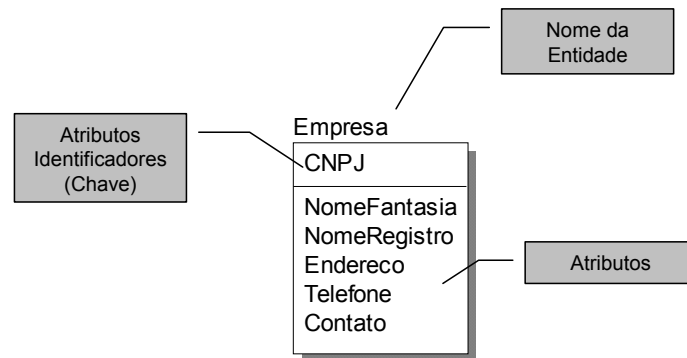 Nome da
Entidade
Atributos
Identificadores
(Chave)
Empresa
CNPJ
NomeFantasia
NomeRegistro
Endereco
Telefone
Contato
Atributos